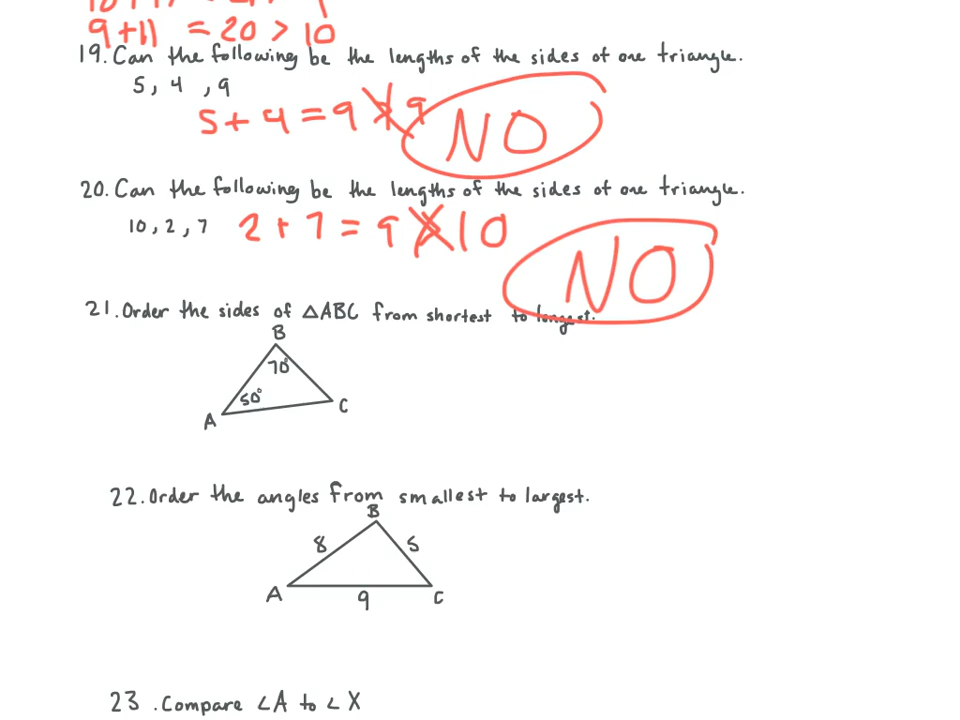 9+11 = 20 > 10
19. Can the following be the lengths of the sides of one triangle.
5, 4, 9
5+4=9 ≯ 9
NO
20. Can the following be the lengths of the sides of one triangle.
10, 2, 7
2+7=9 ≯ 10
NO
21. Order the sides of △ABC from shortest to longest.
B
70°
50°
A
C
22. Order the angles from smallest to largest.
B
8
5
A
9
C
23. Compare ∠A to ∠X